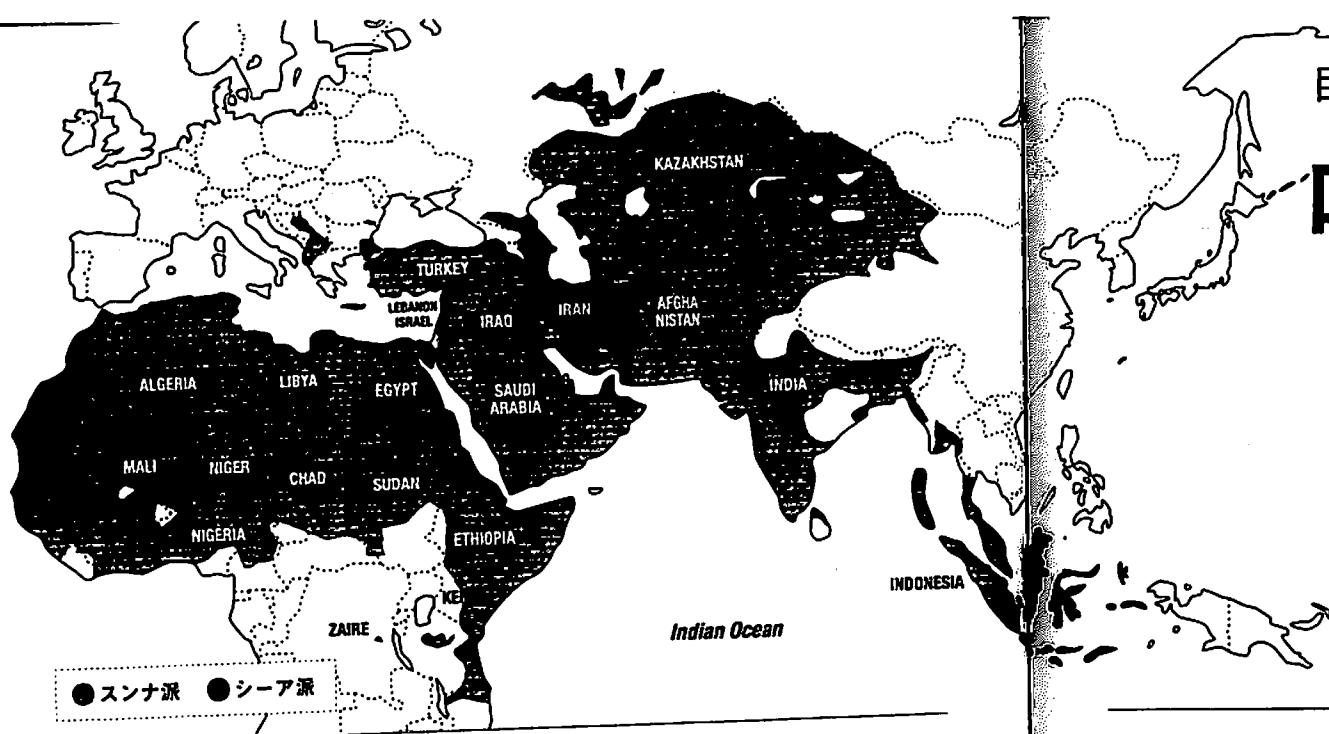 KAZAKHSTAN
TURKEY
LEBANON
ISRAEL
IRAQ
IRAN
AFGHA
NISTAN
ALGERIA
LIBYA
EGYPT
SAUDI
ARABIA
INDIA
MALI
NIGER
CHAD
SUDAN
NIGERIA
ETHIOPIA
KE
ZAIRE
INDONESIA
Indian Ocean
スンナ派 シーア派